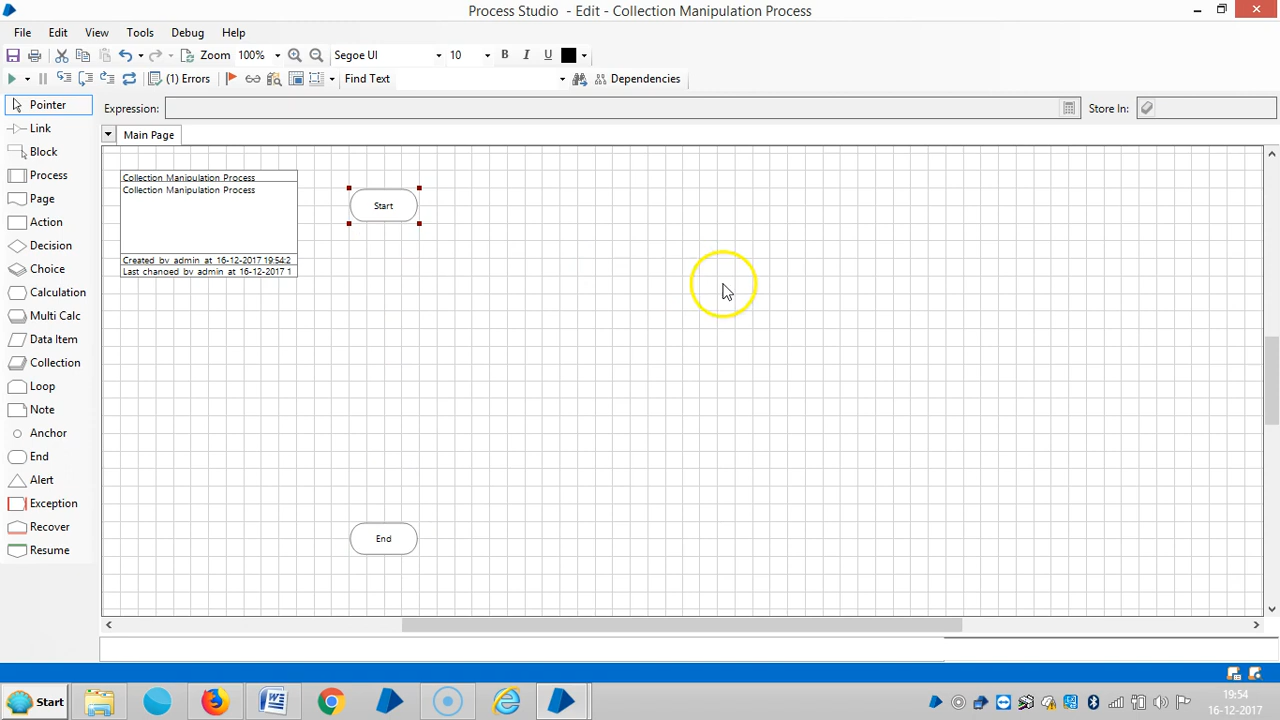 Process Studio - Edit - Collection Manipulation Process
File Edit View Tools Debug Help
Zoom 100% Segoe UI 10 B I U
(1) Errors Find Text Dependencies
Pointer Expression: Store In:
Link
Main Page
Block
Process
Page
Action
Decision
Choice
Calculation
Multi Calc
Data Item
Collection
Loop
Note
Anchor
End
Alert
Exception
Recover
Resume
Collection Manipulation Process
Collection Manipulation Process
Created by admin at 16-12-2017 19:54:2
Last changed by admin at 16-12-2017 1
Start
End
Start
19:54
16-12-2017